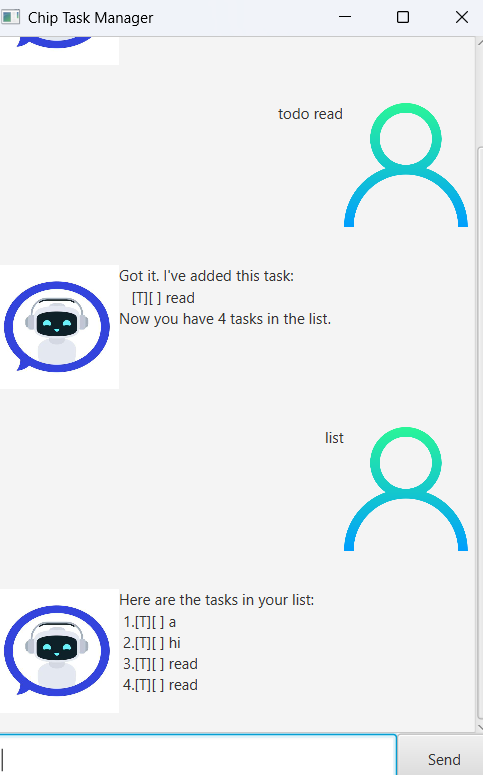 Chip Task Manager
todo read
Got it. I've added this task:
[T][ ] read
Now you have 4 tasks in the list.
list
Here are the tasks in your list:
1.[T][ ] a
2.[T][ ] hi
3.[T][ ] read
4.[T][ ] read
Send